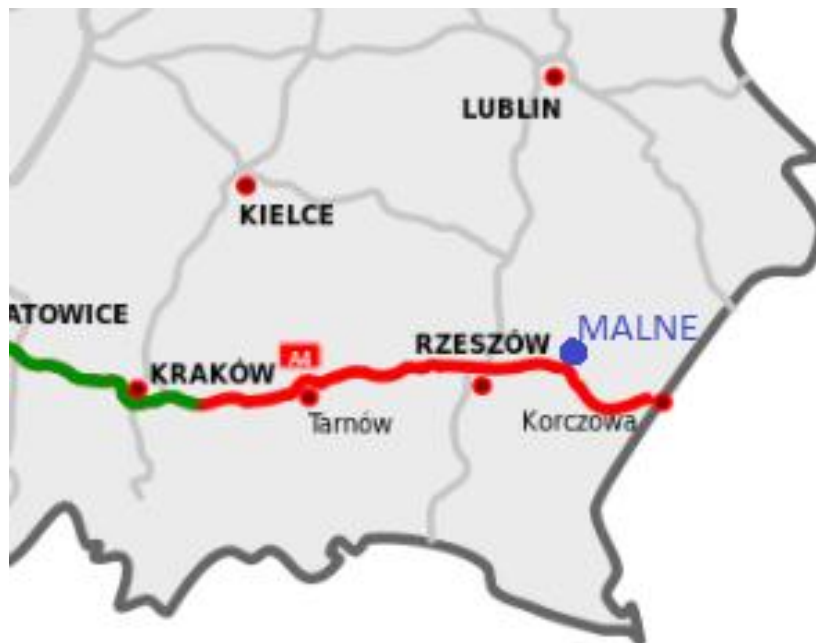 LUBLIN
KIELCE
ATOWICE
MALNE
RZESZÓW
A4
KRAKÓW
Tarnów
Korczowa